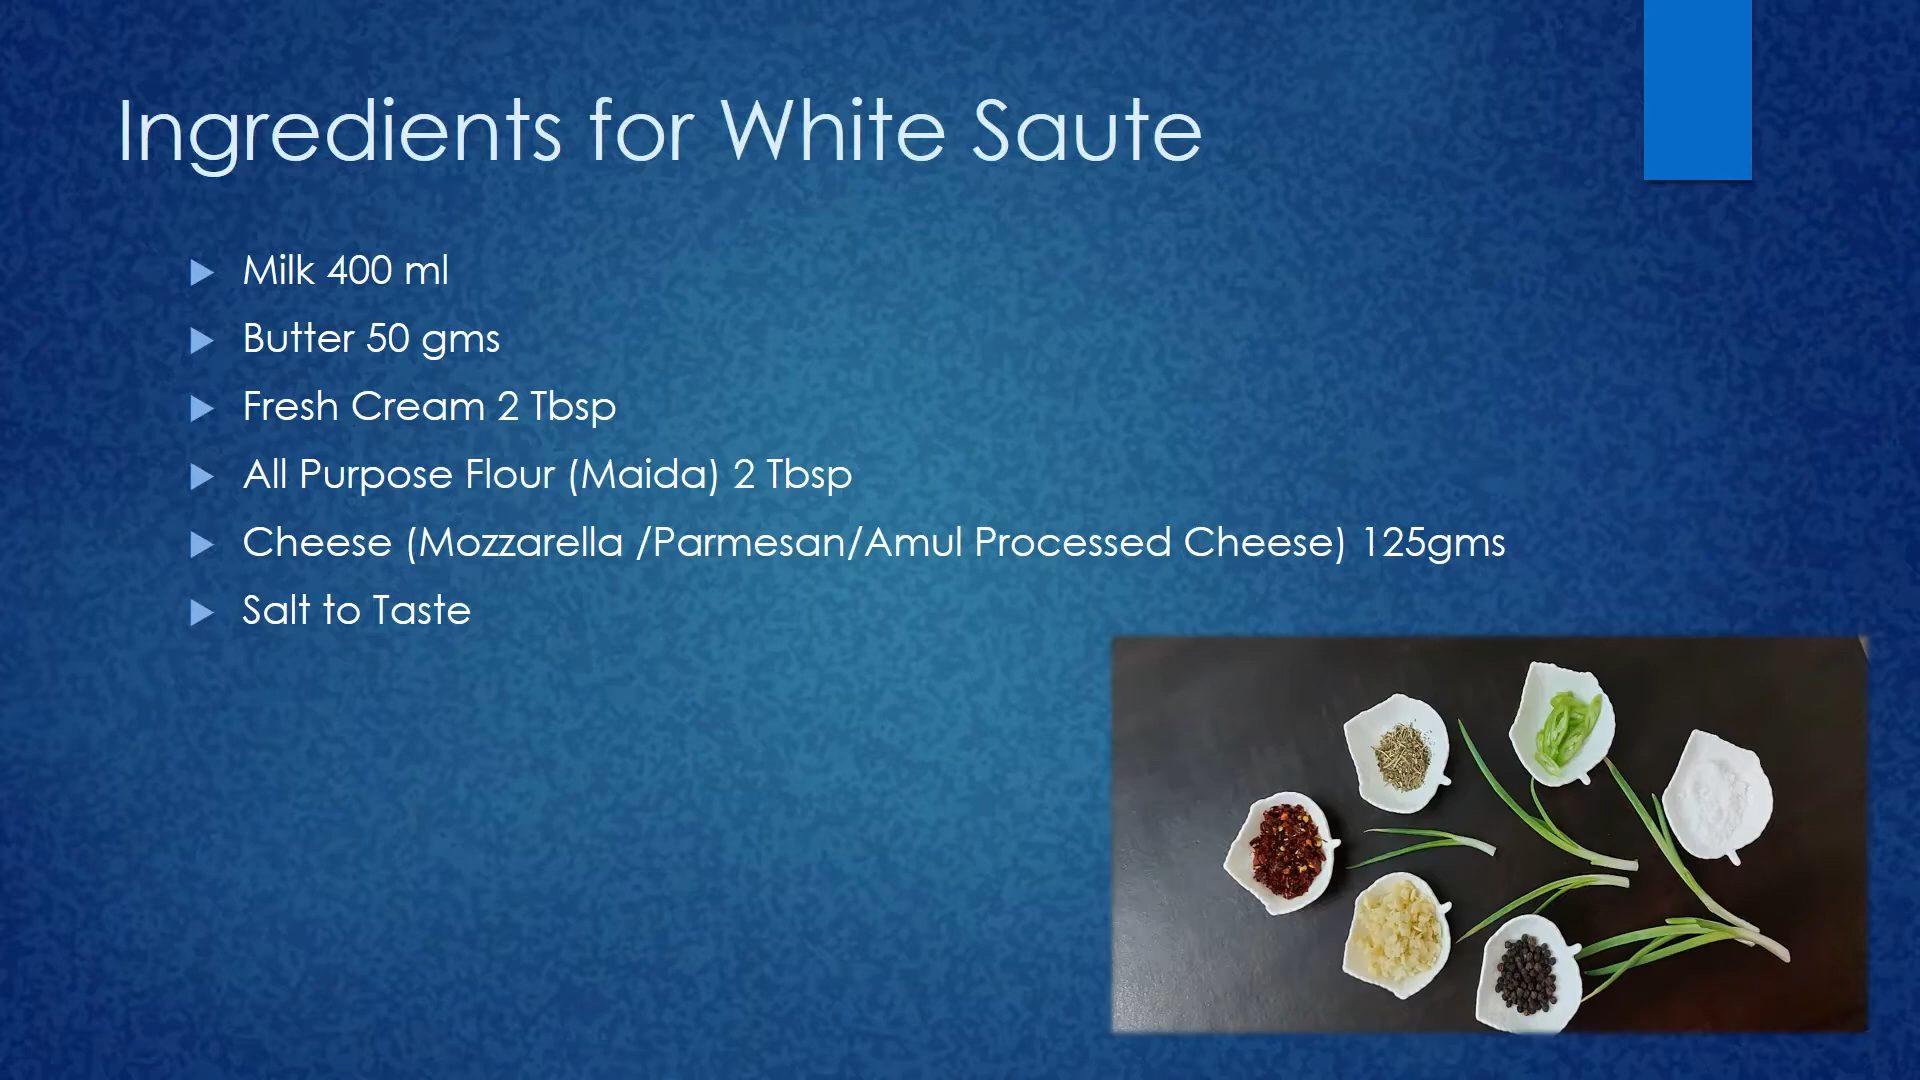 Ingredients for White Saute
Milk 400 ml
Butter 50 gms
Fresh Cream 2 Tbsp
All Purpose Flour (Maida) 2 Tbsp
Cheese (Mozzarella /Parmesan/Amul Processed Cheese) 125gms
Salt to Taste